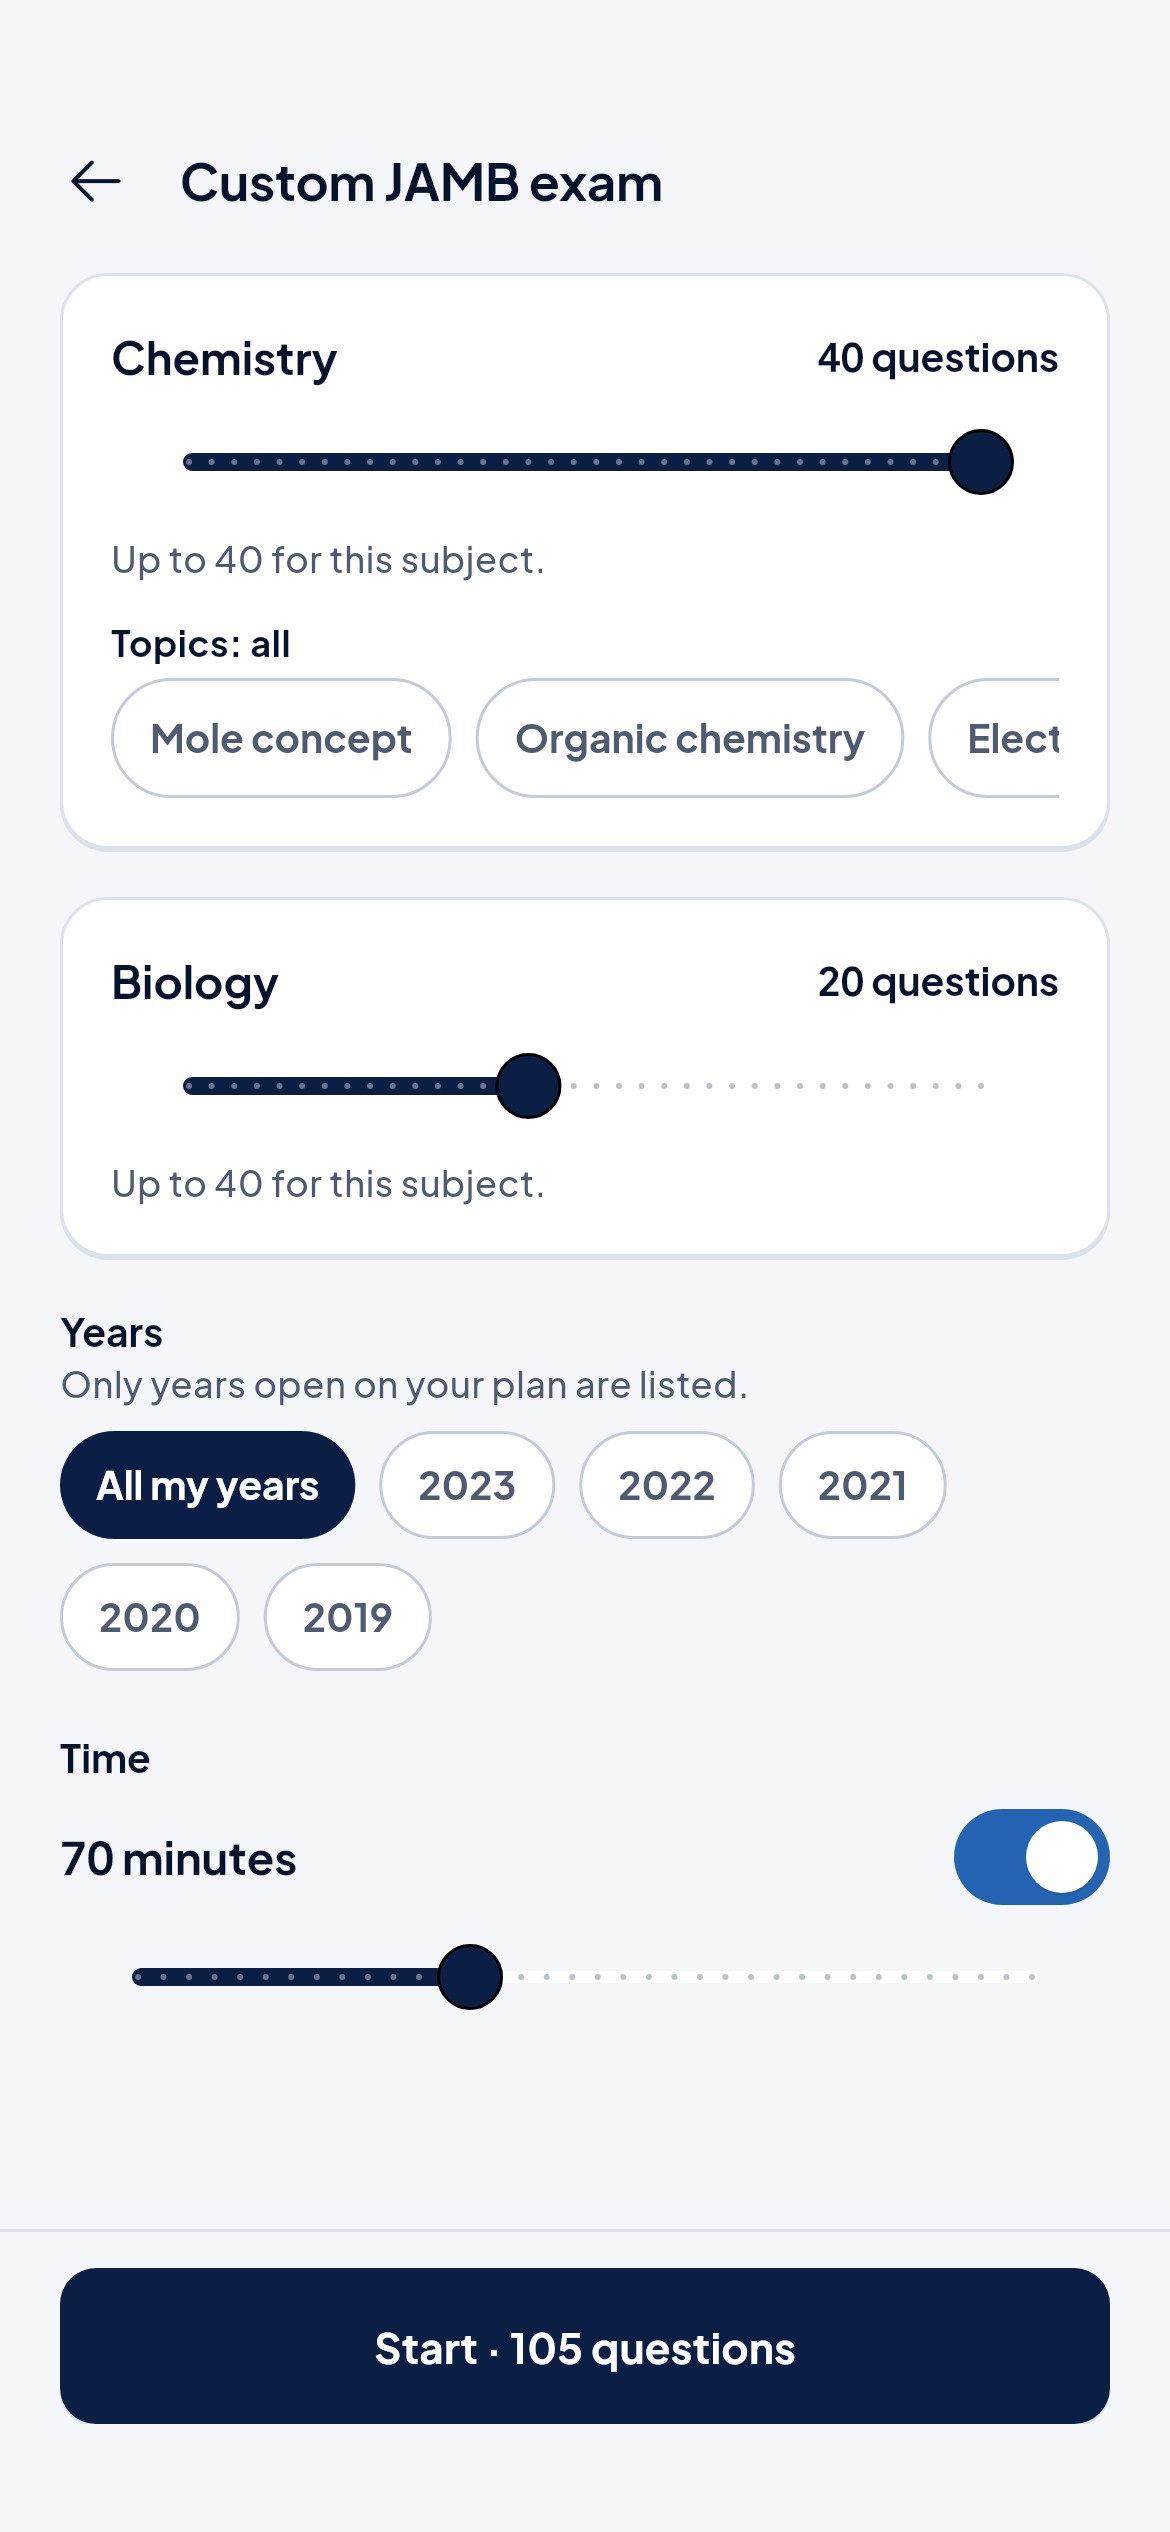 Custom JAMB exam
Chemistry
40 questions
Up to 40 for this subject.
Topics: all
Mole concept
Organic chemistry
Elect
Biology
20 questions
Up to 40 for this subject.
Years
Only years open on your plan are listed.
All my years
2023
2022
2021
2020
2019
Time
70 minutes
Start · 105 questions